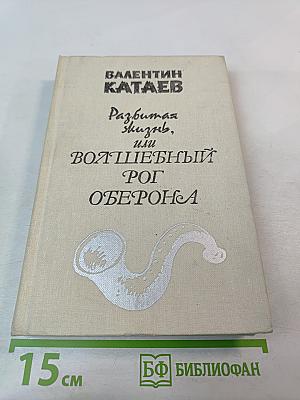 ВАЛЕНТИН
КАТАЕВ
Разбитая
жизнь,
или
ВОЛШЕБНЫЙ
РОГ
ОБЕРОНА
15 см
БФ БИБЛИОФАН